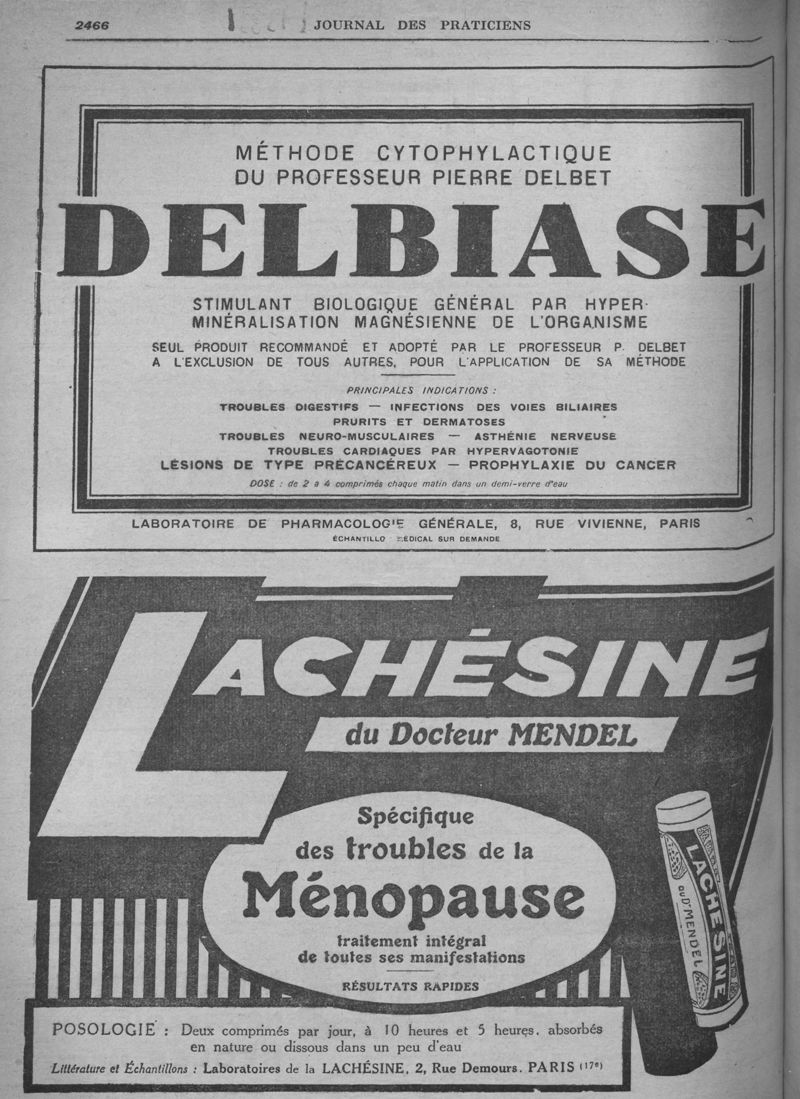 2466
JOURNAL DES PRATICIENS
MÉTHODE CYTOPHYLACTIQUE
DU PROFESSEUR PIERRE DELBET
DELBIASE
STIMULANT BIOLOGIQUE GÉNÉRAL PAR HYPER-
MINÉRALISATION MAGNÉSIENNE DE L'ORGANISME
SEUL PRODUIT RECOMMANDÉ ET ADOPTÉ PAR LE PROFESSEUR P. DELBET
A L'EXCLUSION DE TOUS AUTRES, POUR L'APPLICATION DE SA MÉTHODE
PRINCIPALES INDICATIONS :
TROUBLES DIGESTIFS — INFECTIONS DES VOIES BILIAIRES
PRURITS ET DERMATOSES
TROUBLES NEURO-MUSCULAIRES — ASTHÉNIE NERVEUSE
TROUBLES CARDIAQUES PAR HYPERVAGOTONIE
LÉSIONS DE TYPE PRÉCANCÉREUX — PROPHYLAXIE DU CANCER
DOSE : de 2 à 4 comprimés chaque matin dans un demi-verre d'eau
LABORATOIRE DE PHARMACOLOGIE GÉNÉRALE, 8, RUE VIVIENNE, PARIS
ÉCHANTILLO MÉDICAL SUR DEMANDE
LACHÉSINE
du Docteur MENDEL
Spécifique
des troubles de la
Ménopause
traitement intégral
de toutes ses manifestations
RÉSULTATS RAPIDES
LACHÉSINE
DU Dr MENDEL
POSOLOGIE : Deux comprimés par jour, à 10 heures et 5 heures, absorbés
en nature ou dissous dans un peu d'eau
Littérature et Échantillons : Laboratoires de la LACHÉSINE, 2, Rue Demours, PARIS (17e)